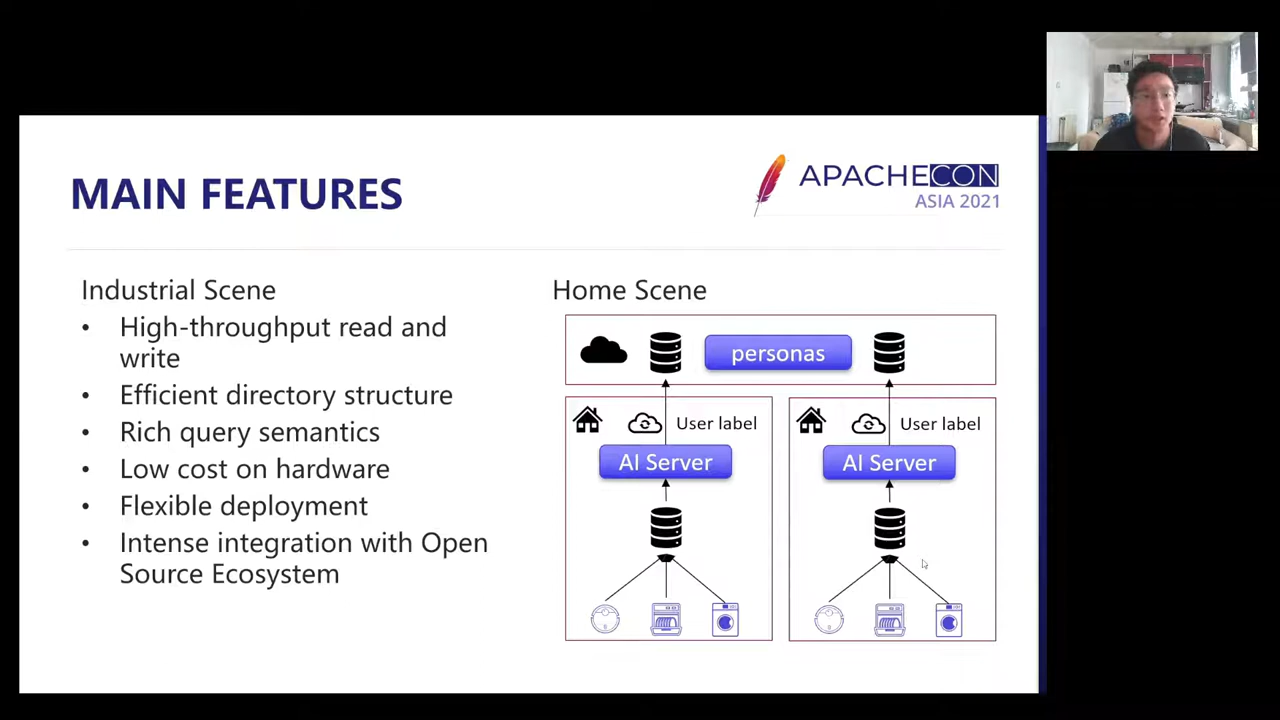 MAIN FEATURES
APACHECON
ASIA 2021
Industrial Scene
• High-throughput read and
write
• Efficient directory structure
• Rich query semantics
• Low cost on hardware
• Flexible deployment
• Intense integration with Open
Source Ecosystem
Home Scene
personas
User label
AI Server
User label
AI Server